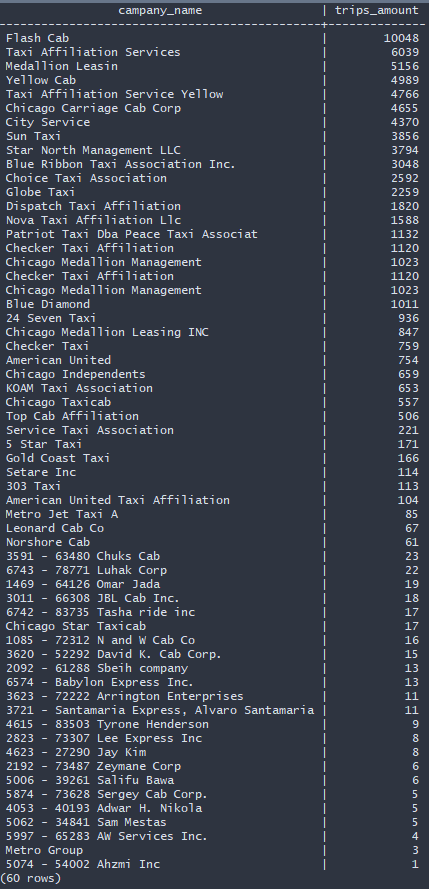 campany_name | trips_amount
--------------------------------------+--------------
Flash Cab | 10048
Taxi Affiliation Services | 6039
Medallion Leasin | 5156
Yellow Cab | 4989
Taxi Affiliation Service Yellow | 4766
Chicago Carriage Cab Corp | 4655
City Service | 4370
Sun Taxi | 3856
Star North Management LLC | 3794
Blue Ribbon Taxi Association Inc. | 3048
Choice Taxi Association | 2592
Globe Taxi | 2259
Dispatch Taxi Affiliation | 1820
Nova Taxi Affiliation Llc | 1588
Patriot Taxi Dba Peace Taxi Associat | 1132
Checker Taxi Affiliation | 1120
Chicago Medallion Management | 1023
Checker Taxi Affiliation | 1120
Chicago Medallion Management | 1023
Blue Diamond | 1011
24 Seven Taxi | 936
Chicago Medallion Leasing INC | 847
Checker Taxi | 759
American United | 754
Chicago Independents | 659
KOAM Taxi Association | 653
Chicago Taxicab | 557
Top Cab Affiliation | 506
Service Taxi Association | 221
5 Star Taxi | 171
Gold Coast Taxi | 166
Setare Inc | 114
303 Taxi | 113
American United Taxi Affiliation | 104
Metro Jet Taxi A | 85
Leonard Cab Co | 67
Norshore Cab | 61
3591 - 63480 Chuks Cab | 23
6743 - 78771 Luhak Corp | 22
1469 - 64126 Omar Jada | 19
3011 - 66308 JBL Cab Inc. | 18
6742 - 83735 Tasha ride inc | 17
Chicago Star Taxicab | 17
1085 - 72312 N and W Cab Co | 16
3620 - 52292 David K. Cab Corp. | 15
2092 - 61288 Sbeih company | 13
6574 - Babylon Express Inc. | 13
3623 - 72222 Arrington Enterprises | 11
3721 - Santamaria Express, Alvaro Santamaria | 11
4615 - 83503 Tyrone Henderson | 9
2823 - 73307 Lee Express Inc | 8
4623 - 27290 Jay Kim | 8
2192 - 73487 Zeymane Corp | 6
5006 - 39261 Salifu Bawa | 6
5874 - 73628 Sergey Cab Corp. | 5
4053 - 40193 Adwar H. Nikola | 5
5062 - 34841 Sam Mestas | 5
5997 - 65283 AW Services Inc. | 4
Metro Group | 3
5074 - 54002 Ahzmi Inc | 1
(60 rows)